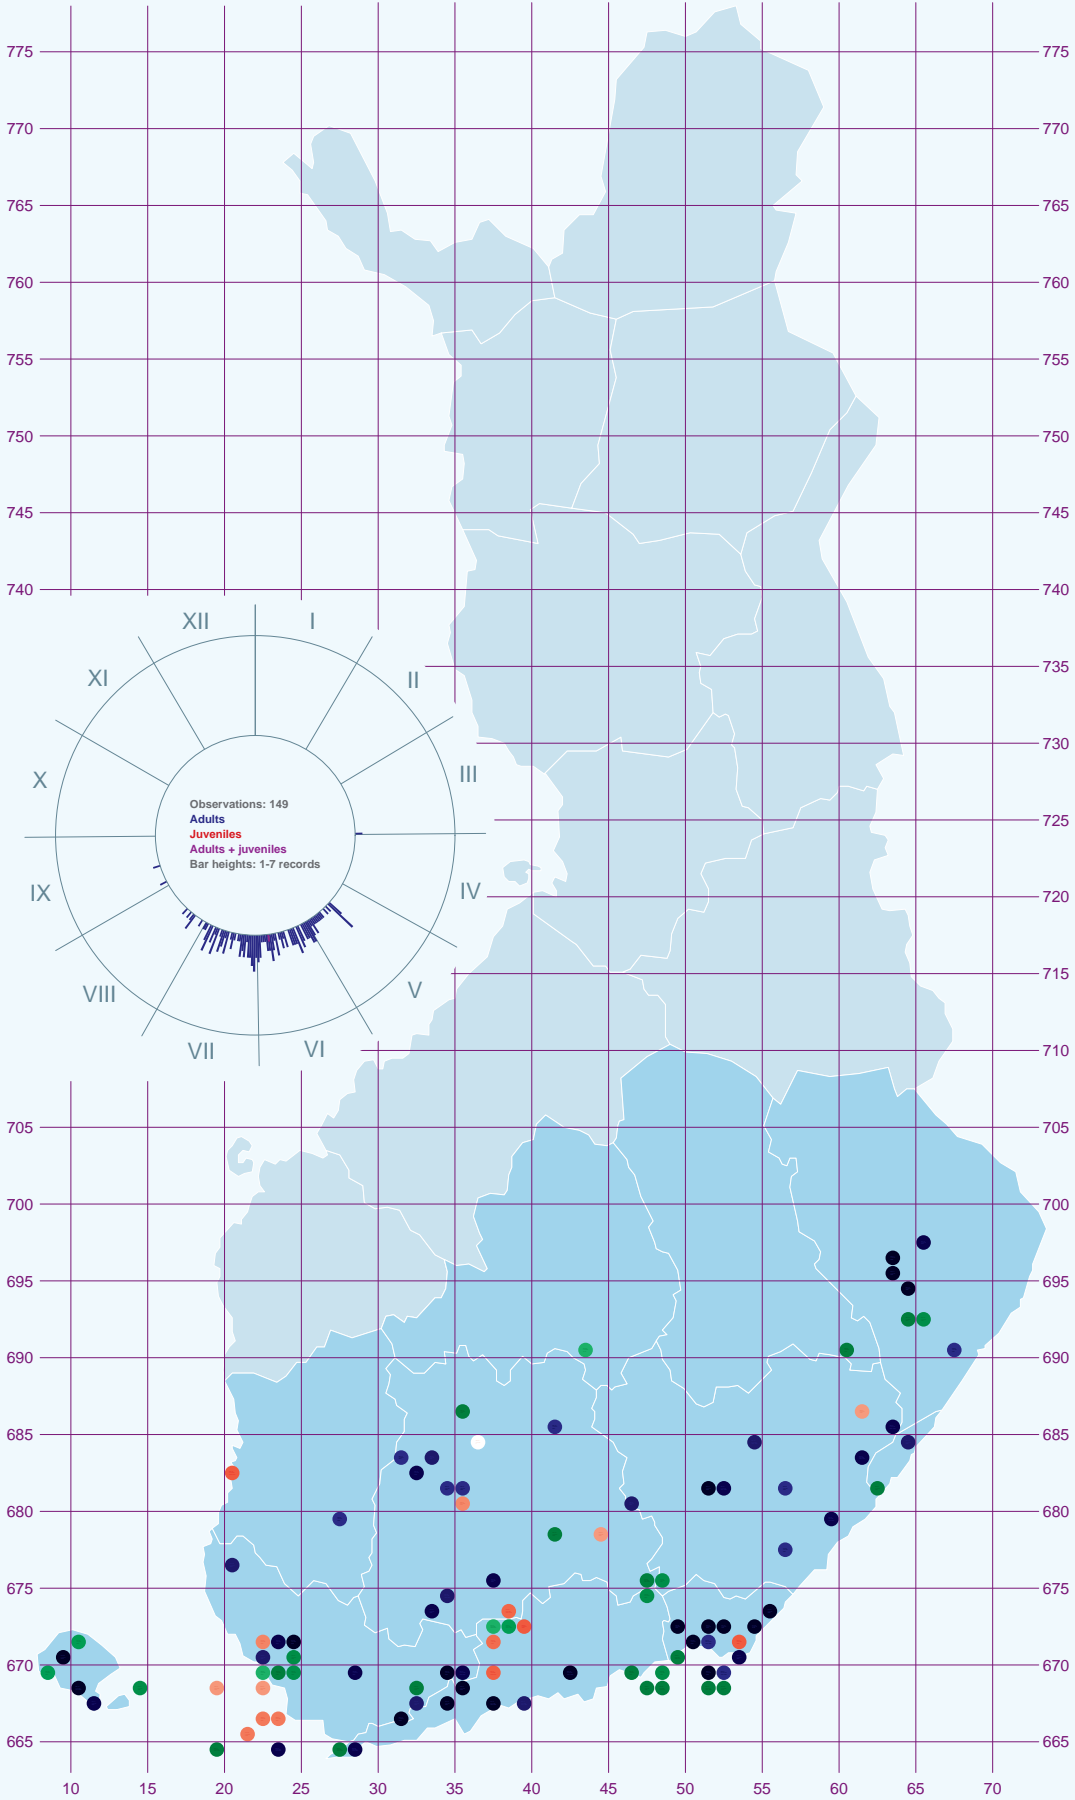 775 775
770 770
765 765
760 760
755 755
750 750
745 745
740 740
XII I
XI II
735
730
X III
Observations: 149
Adults
Juveniles
Adults + juveniles
Bar heights: 1-7 records
725
IX IV
720
VIII V
715
VII VI
710
705 705
700 700
695 695
690 690
685 685
680 680
675 675
670 670
665 665
10 15 20 25 30 35 40 45 50 55 60 65 70